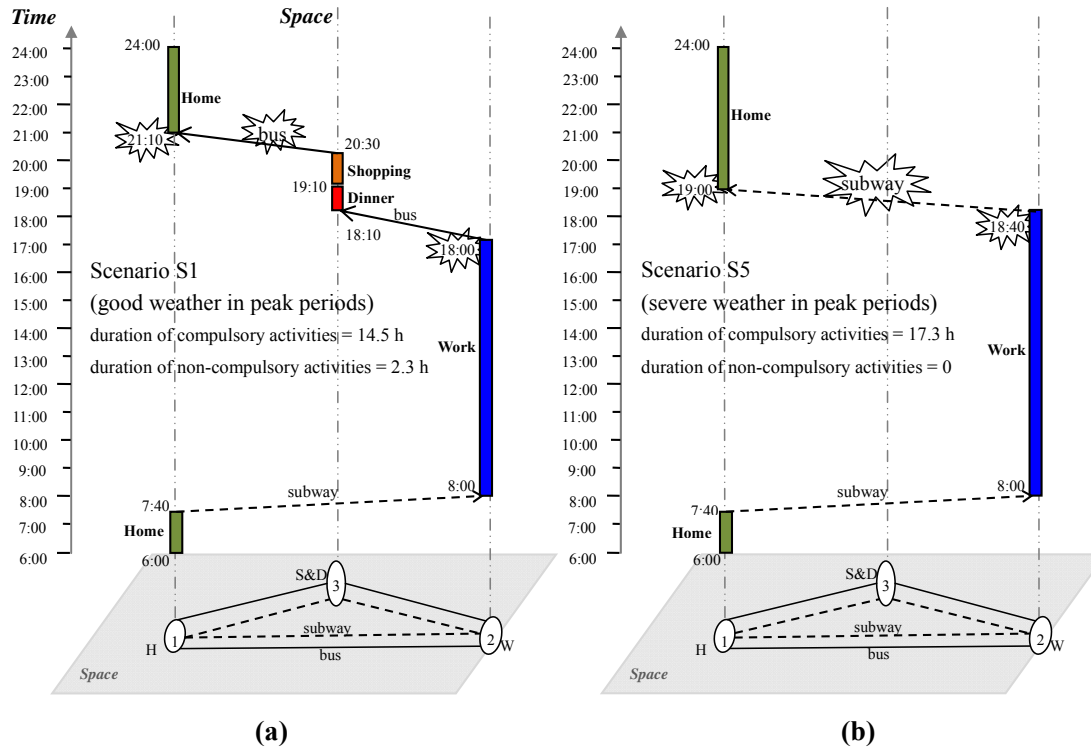 Time
Space
24:00
23:00
22:00
21:00
20:00
19:00
18:00
17:00
16:00
15:00
14:00
13:00
12:00
11:00
10:00
9:00
8:00
7:00
6:00
24:00
Home
21:10
bus
20:30
Shopping
19:10
Dinner
bus
18:10
18:00
Scenario S1
(good weather in peak periods)
duration of compulsory activities = 14.5 h
duration of non-compulsory activities = 2.3 h
Work
8:00
subway
7:40
Home
6:00
S&D
3
1
subway
2
H
W
bus
Space
(a)
24:00
23:00
22:00
21:00
20:00
19:00
18:00
17:00
16:00
15:00
14:00
13:00
12:00
11:00
10:00
9:00
8:00
7:00
6:00
24:00
Home
19:00
subway
18:40
Scenario S5
(severe weather in peak periods)
duration of compulsory activities = 17.3 h
duration of non-compulsory activities = 0
Work
8:00
subway
7:40
Home
6:00
S&D
3
1
subway
2
H
W
bus
Space
(b)